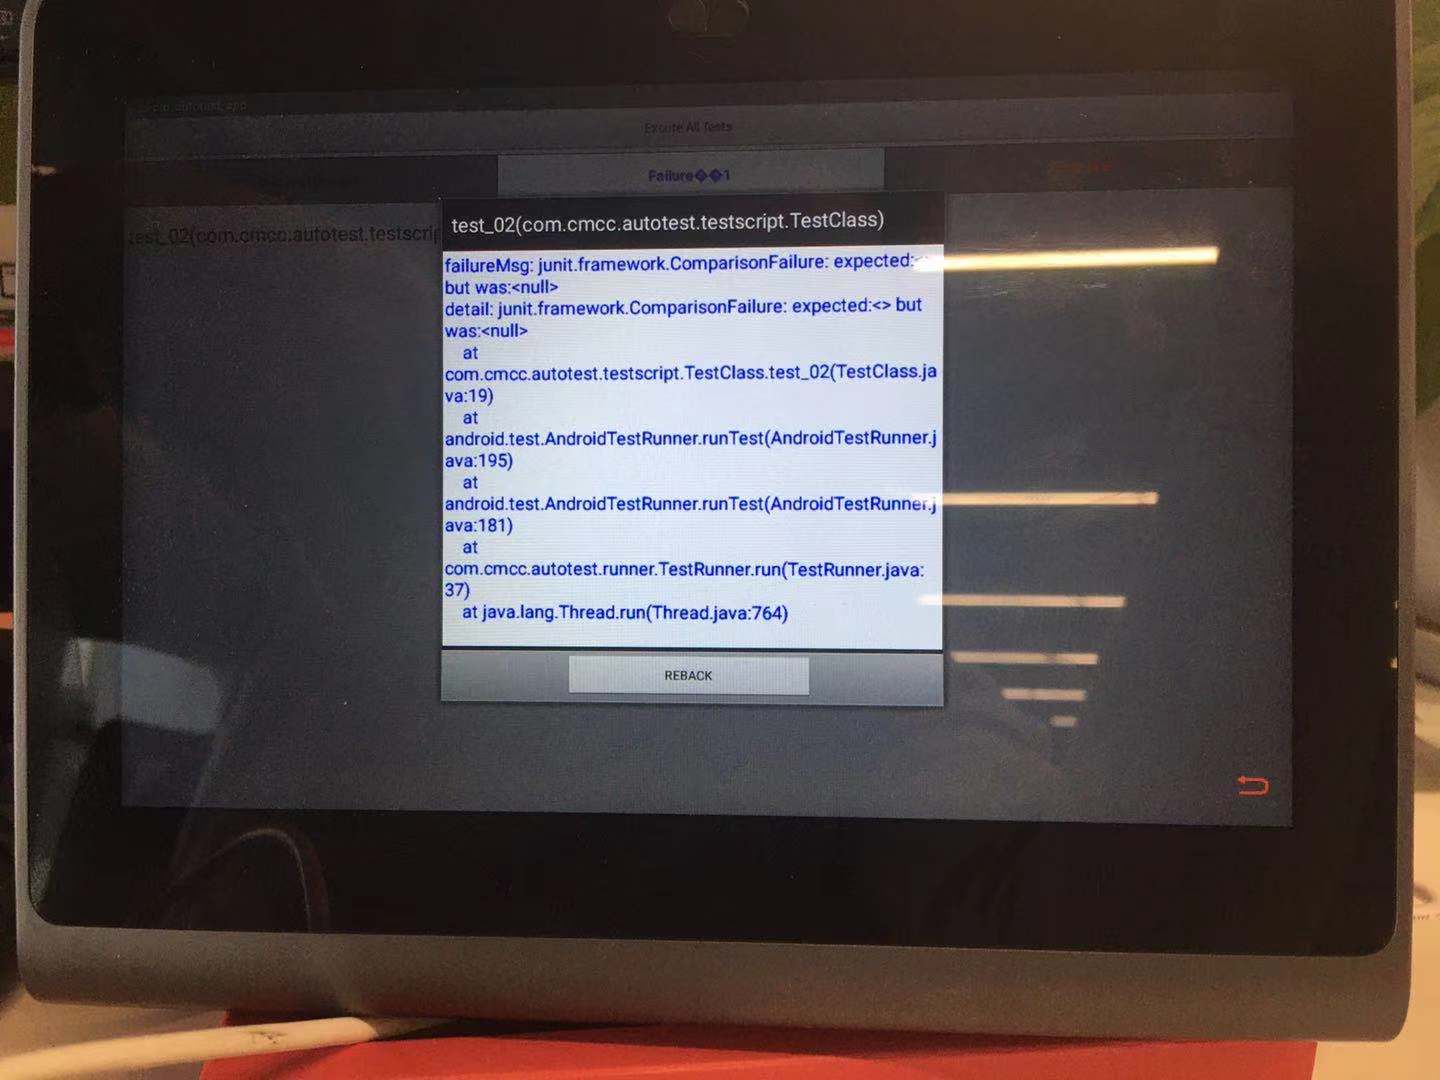 Excute All Tests
Failure��1
test_02(com.cmcc.autotest.testscrip
test_02(com.cmcc.autotest.testscript.TestClass)
failureMsg: junit.framework.ComparisonFailure: expected:<>
but was:<null>
detail: junit.framework.ComparisonFailure: expected:<> but
was:<null>
at
com.cmcc.autotest.testscript.TestClass.test_02(TestClass.ja
va:19)
at
android.test.AndroidTestRunner.runTest(AndroidTestRunner.j
ava:195)
at
android.test.AndroidTestRunner.runTest(AndroidTestRunner.j
ava:181)
at
com.cmcc.autotest.runner.TestRunner.run(TestRunner.java:
37)
at java.lang.Thread.run(Thread.java:764)
REBACK